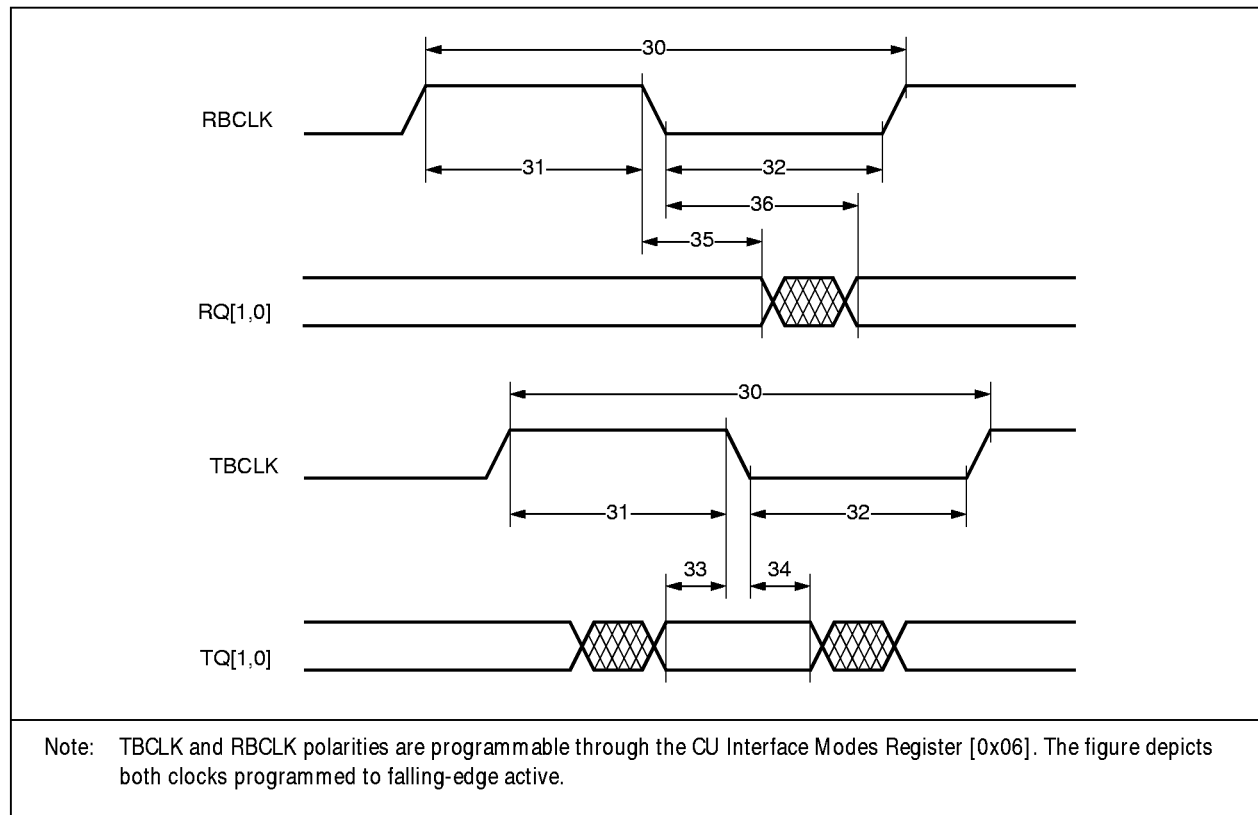 30
RBCLK
31
32
36
35
RQ[1,0]
30
TBCLK
31
32
33
34
TQ[1,0]
Note: TBCLK and RBCLK polarities are programmable through the CU Interface Modes Register [0x06]. The figure depicts
both clocks programmed to falling-edge active.